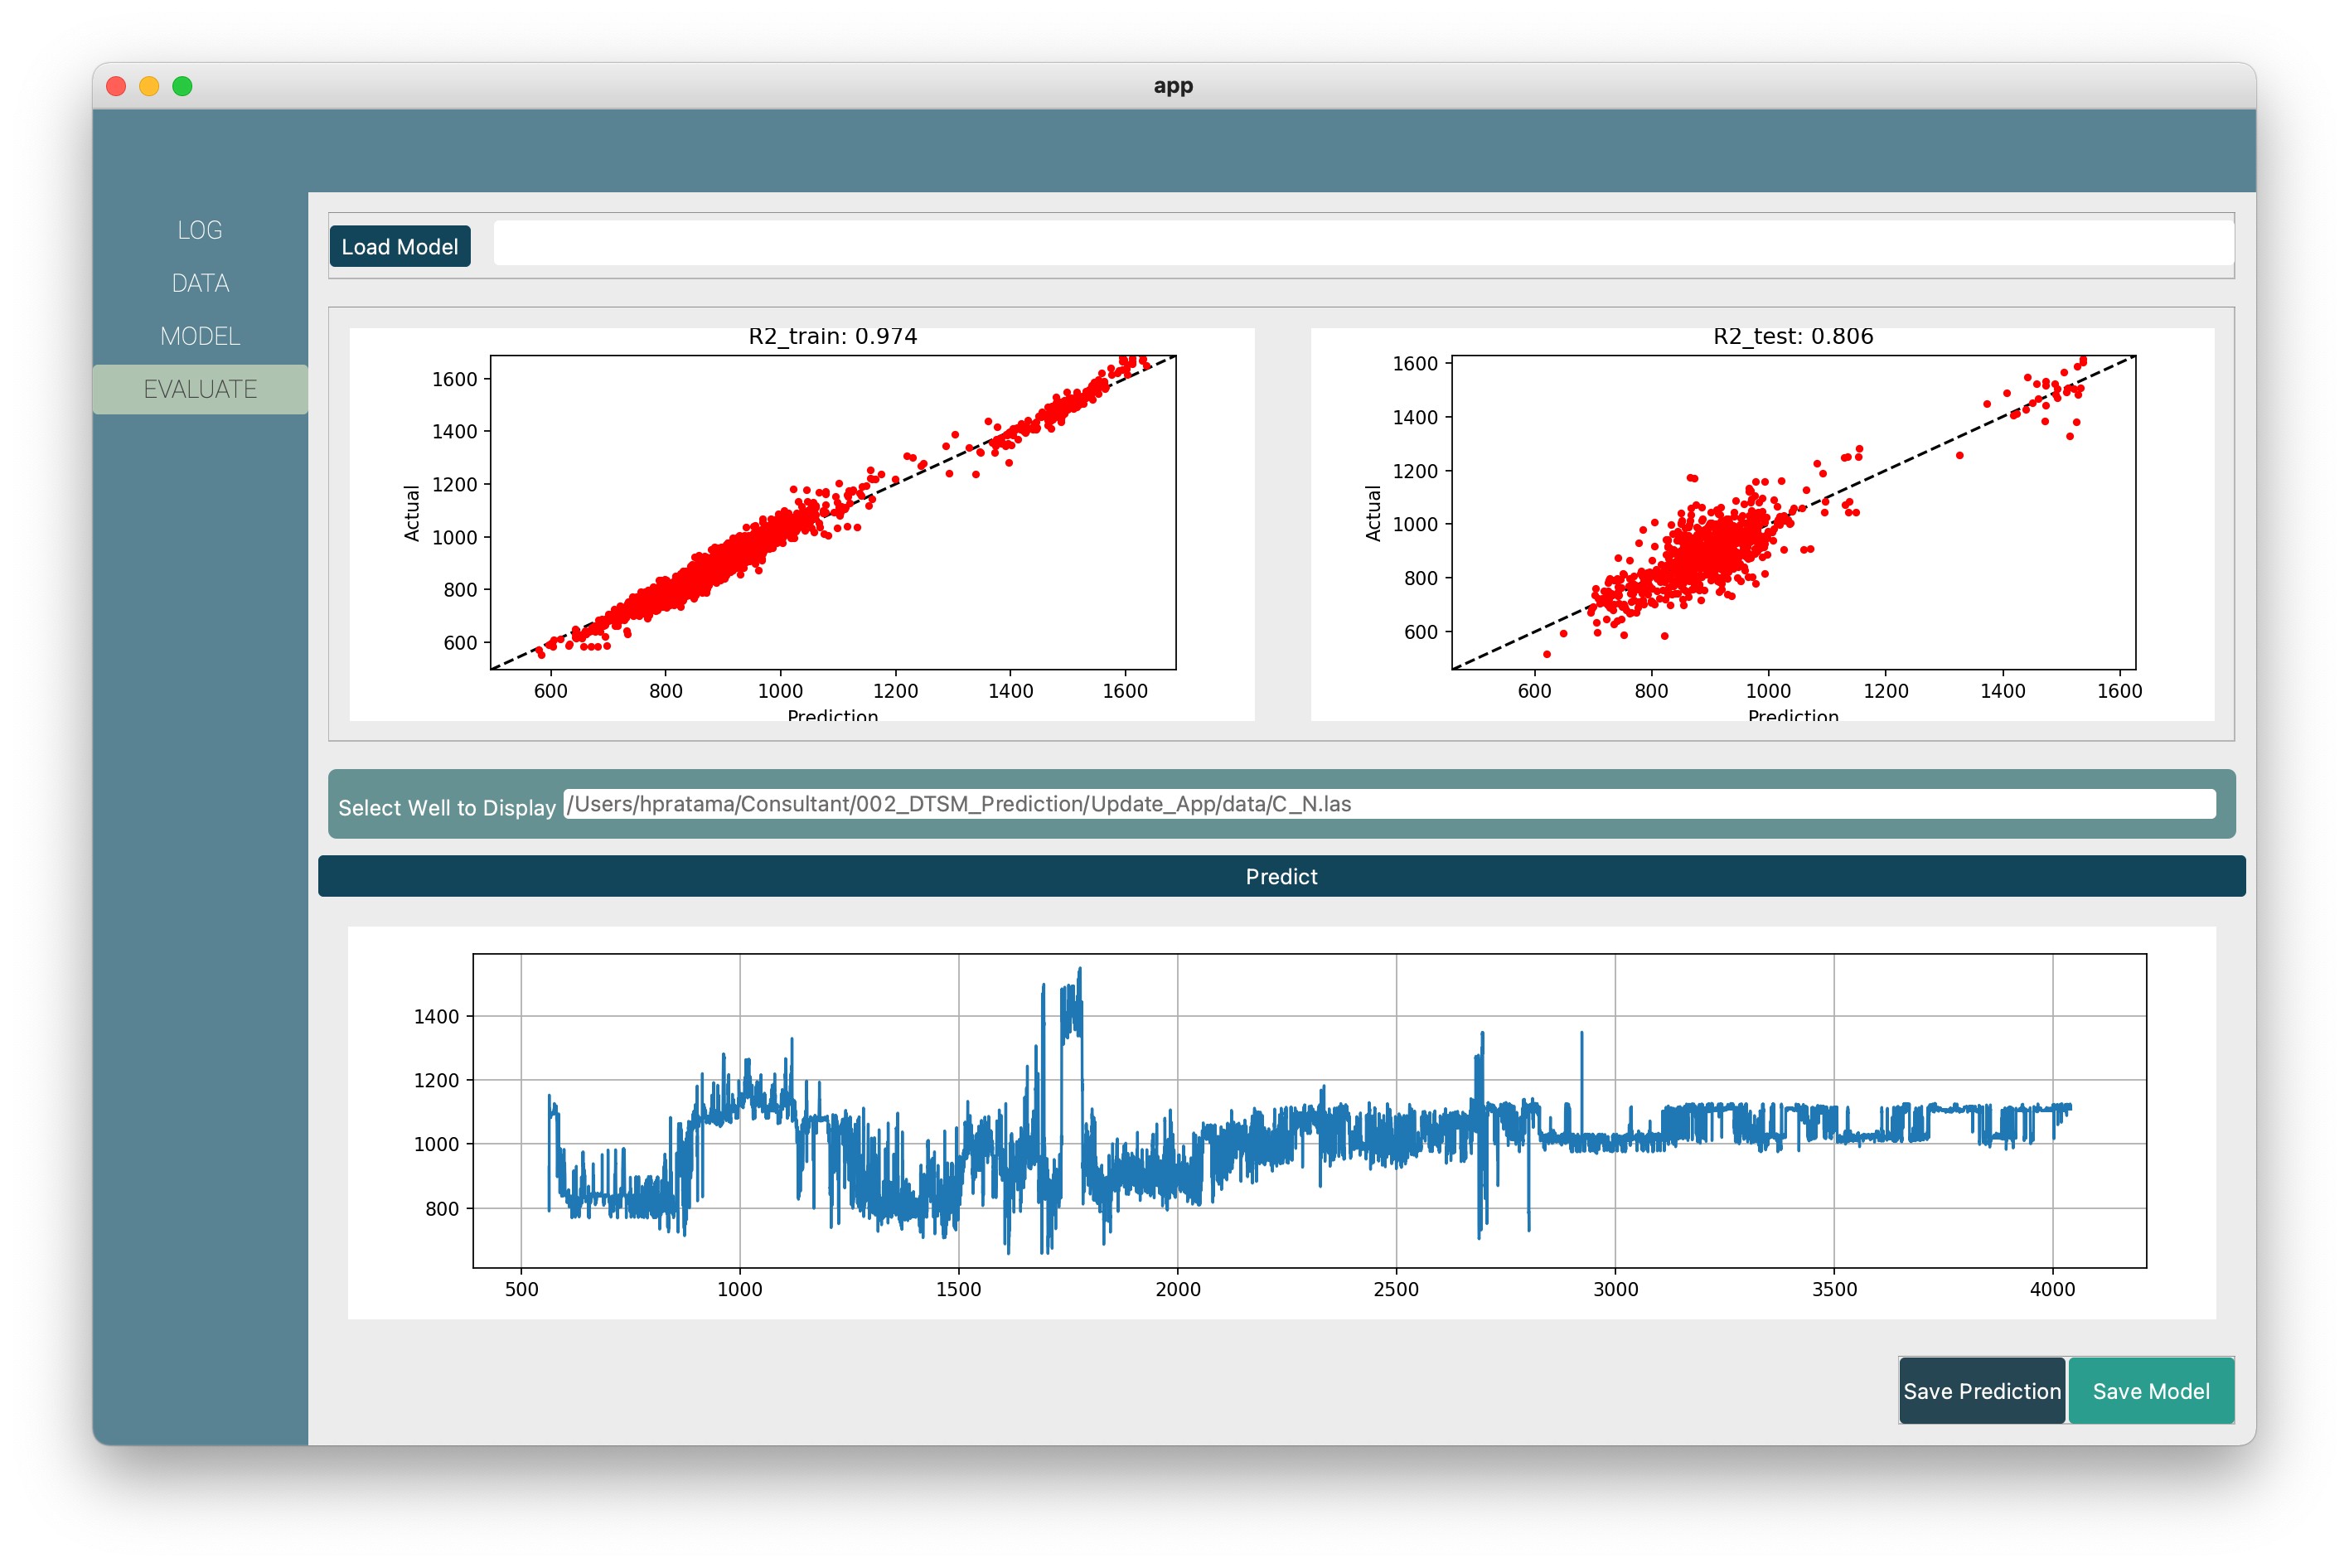 app
LOG
DATA
MODEL
EVALUATE
Load Model
R2_train: 0.974
1600
1400
1200
1000
800
600
Actual
600 800 1000 1200 1400 1600
Prediction
R2_test: 0.806
1600
1400
1200
1000
800
600
Actual
600 800 1000 1200 1400 1600
Prediction
Select Well to Display /Users/hpratama/Consultant/002_DTSM_Prediction/Update_App/data/C_N.las
Predict
1400
1200
1000
800
500 1000 1500 2000 2500 3000 3500 4000
Save Prediction Save Model